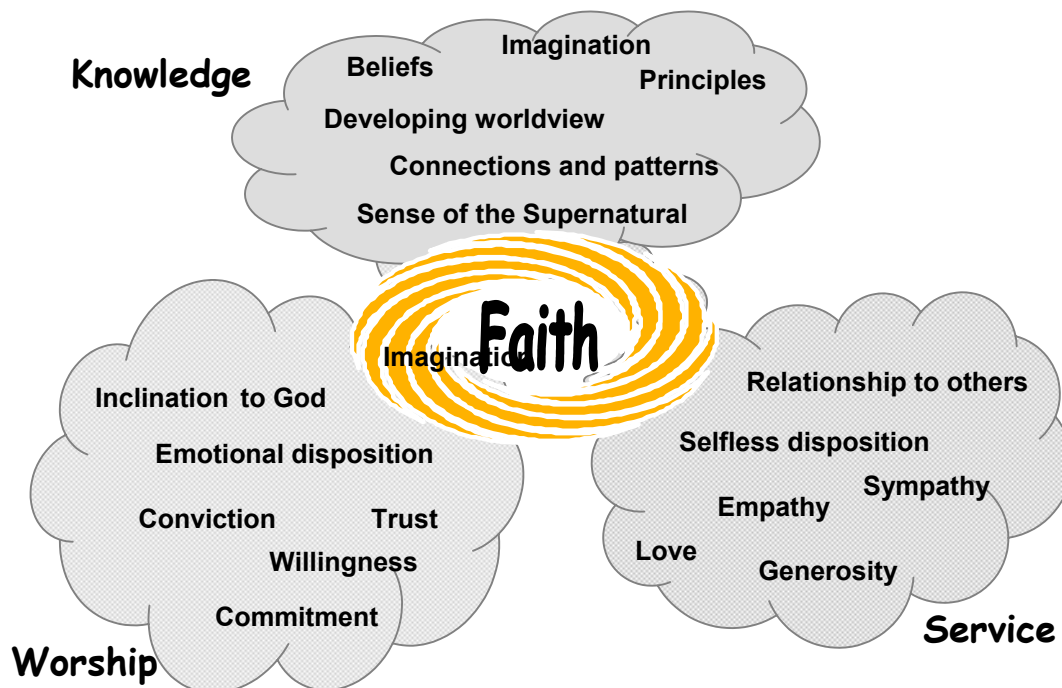 Knowledge
Imagination
Beliefs
Principles
Developing worldview
Connections and patterns
Sense of the Supernatural
Faith
Imagination
Inclination to God
Emotional disposition
Conviction Trust
Willingness
Commitment
Worship
Relationship to others
Selfless disposition
Sympathy
Empathy
Love
Generosity
Service